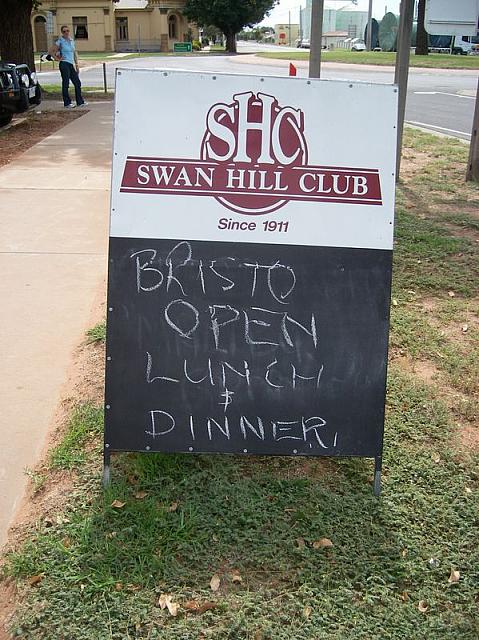 SHC
SWAN HILL CLUB
Since 1911
BRISTO
OPEN
LUNCH
&
DINNER.